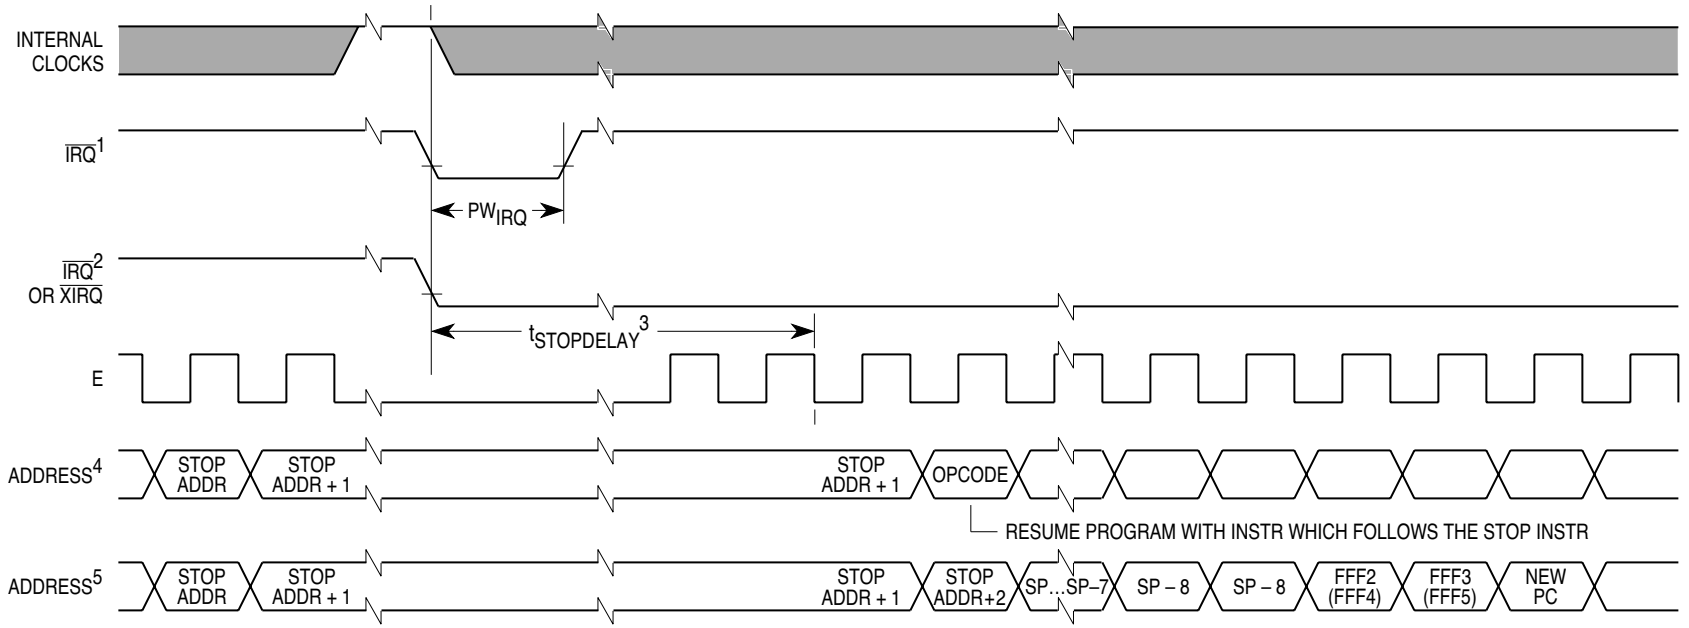 INTERNAL
CLOCKS
IRQ1
PWIRQ
IRQ2
OR XIRQ
tSTOPDELAY3
E
ADDRESS4
STOP
ADDR
STOP
ADDR + 1
STOP
ADDR + 1
OPCODE
RESUME PROGRAM WITH INSTR WHICH FOLLOWS THE STOP INSTR
ADDRESS5
STOP
ADDR
STOP
ADDR + 1
STOP
ADDR + 1
STOP
ADDR+2
SP…SP–7
SP – 8
SP – 8
FFF2
(FFF4)
FFF3
(FFF5)
NEW
PC